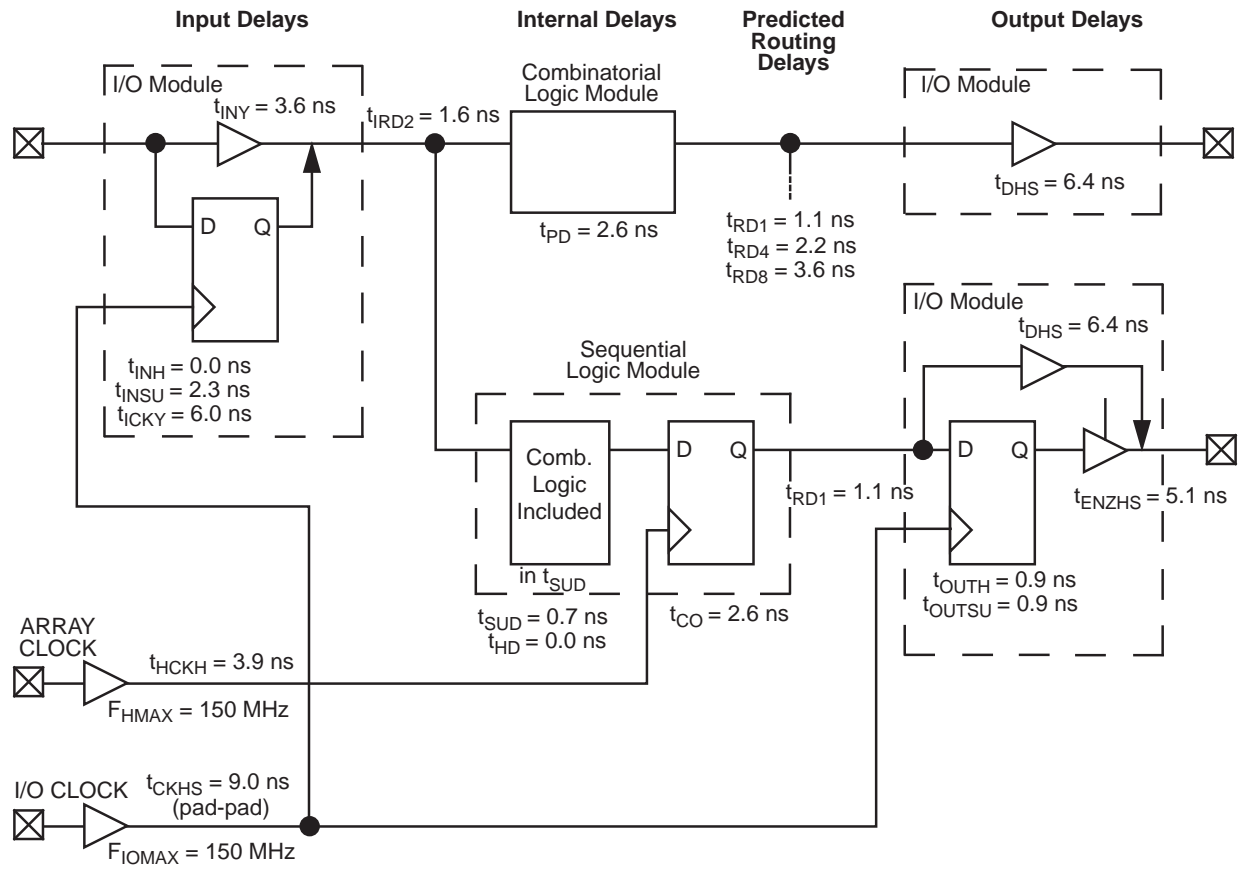 Input Delays
Internal Delays
Predicted
Routing
Delays
Output Delays
I/O Module
tINY = 3.6 ns
tIRD2 = 1.6 ns
Combinatorial
Logic Module
I/O Module
tDHS = 6.4 ns
D Q
tPD = 2.6 ns
tRD1 = 1.1 ns
tRD4 = 2.2 ns
tRD8 = 3.6 ns
tINH = 0.0 ns
tINSU = 2.3 ns
tICKY = 6.0 ns
Sequential
Logic Module
I/O Module
tDHS = 6.4 ns
Comb.
Logic
Included
in tSUD
D Q
tRD1 = 1.1 ns
D Q
tENZHS = 5.1 ns
tSUD = 0.7 ns
tHD = 0.0 ns
tCO = 2.6 ns
tOUTH = 0.9 ns
tOUTSU = 0.9 ns
ARRAY
CLOCK
tHCKH = 3.9 ns
FHMAX = 150 MHz
I/O CLOCK
tCKHS = 9.0 ns
(pad-pad)
FIOMAX = 150 MHz